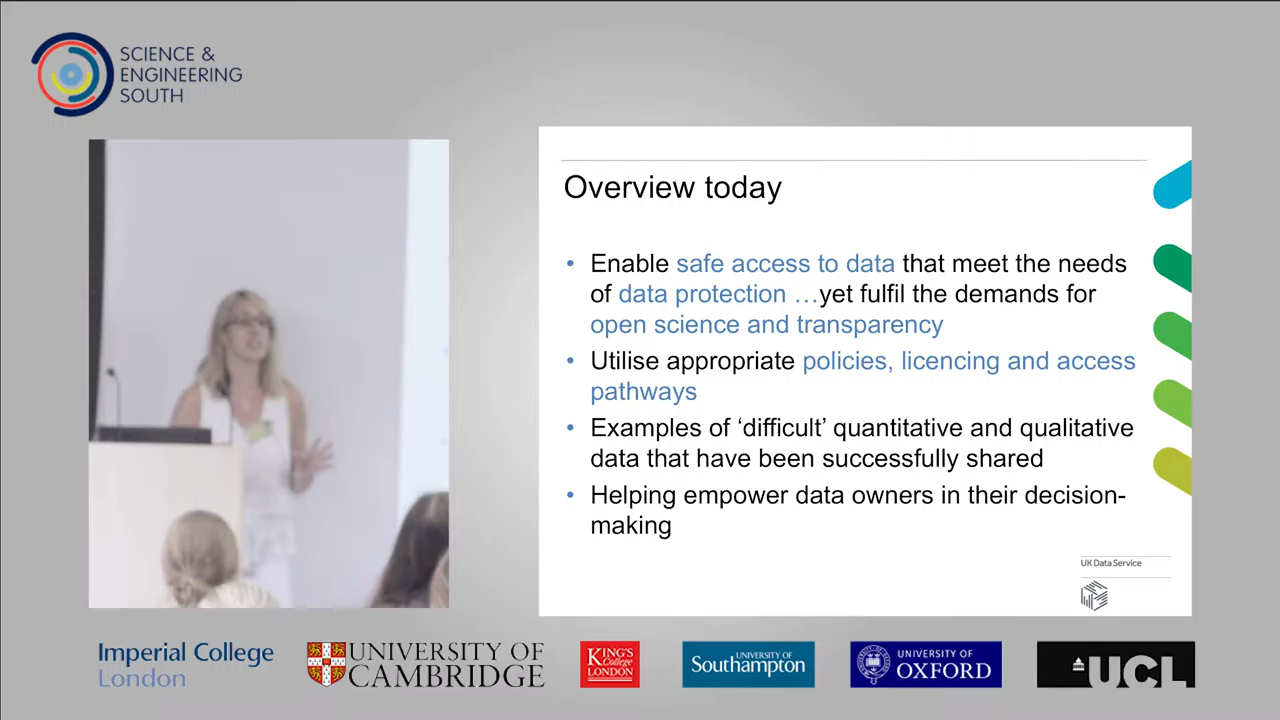 SCIENCE &
ENGINEERING
SOUTH
Overview today
• Enable safe access to data that meet the needs
of data protection …yet fulfil the demands for
open science and transparency
• Utilise appropriate policies, licencing and access
pathways
• Examples of ‘difficult’ quantitative and qualitative
data that have been successfully shared
• Helping empower data owners in their decision-
making
UK Data Service
Imperial College
London
UNIVERSITY OF
CAMBRIDGE
KING'S
College
LONDON
UNIVERSITY OF
Southampton
UNIVERSITY OF
OXFORD
UCL